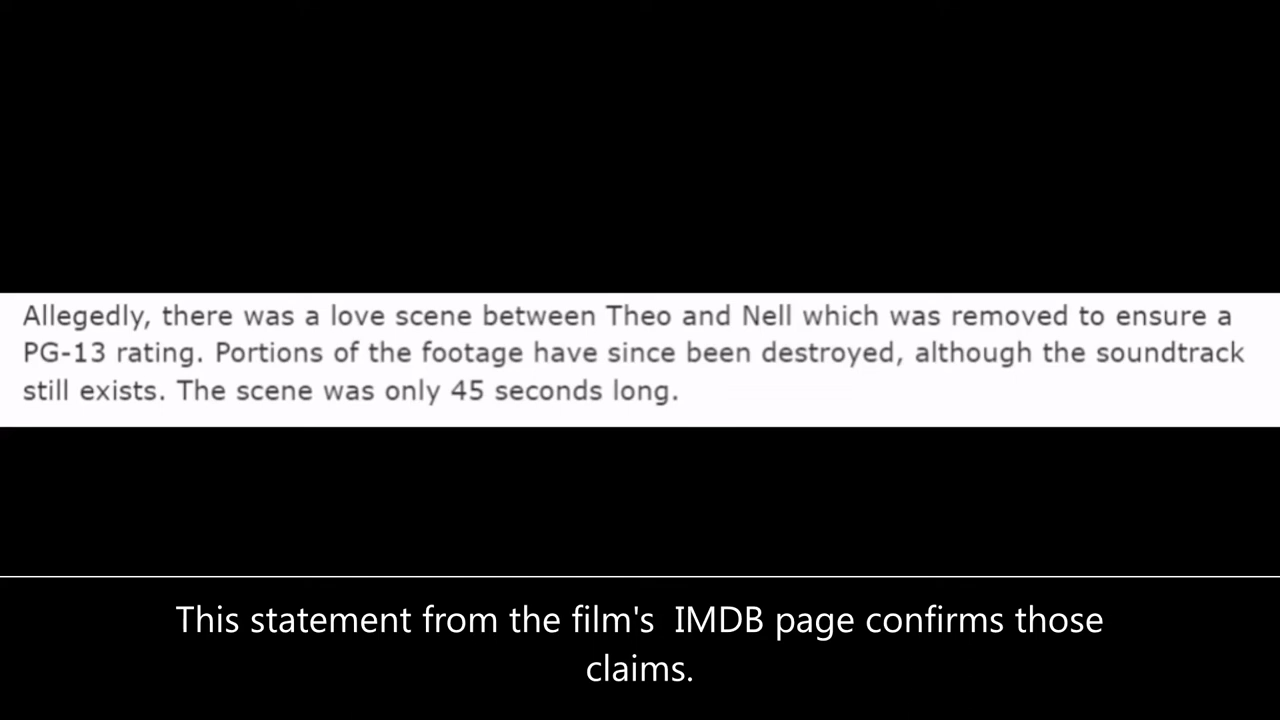 Allegedly, there was a love scene between Theo and Nell which was removed to ensure a
PG-13 rating. Portions of the footage have since been destroyed, although the soundtrack
still exists. The scene was only 45 seconds long.
This statement from the film's  IMDB page confirms those
claims.